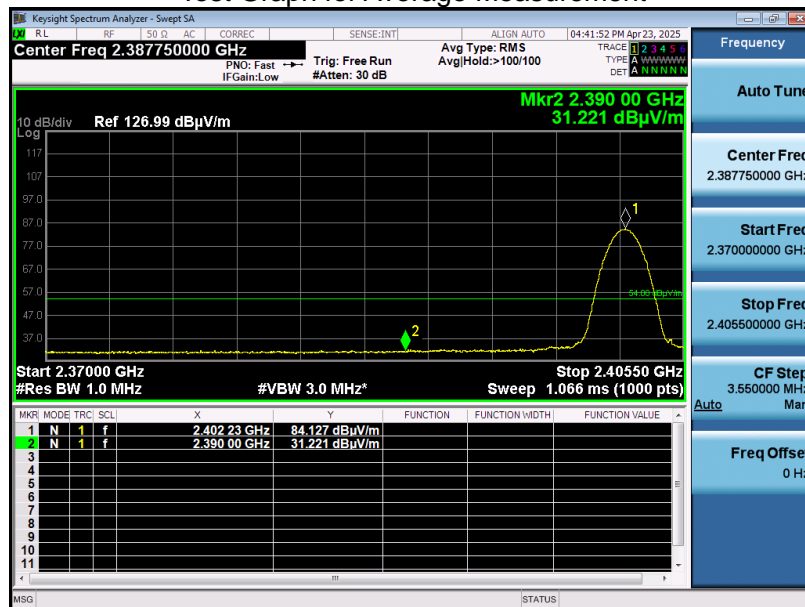 Keysight Spectrum Analyzer - Swept SA
RL RF 50 Ω AC CORREC SENSE:INT ALIGN AUTO 04:41:52 PM Apr 23, 2025
Center Freq 2.387750000 GHz
PNO: Fast
IFGain:Low
Trig: Free Run
#Atten: 30 dB
Avg Type: RMS
Avg|Hold:>100/100
TRACE 1 2 3 4 5 6
TYPE A WWWWW
DET A N N N N N
Mkr2 2.390 00 GHz
31.221 dBµV/m
10 dB/div Ref 126.99 dBµV/m
Log
117
107
97.0
87.0
77.0
67.0
57.0
47.0
37.0
1
54.00 dBµV/m
2
Start 2.37000 GHz Stop 2.40550 GHz
#Res BW 1.0 MHz #VBW 3.0 MHz* Sweep 1.066 ms (1000 pts)
MKR MODE TRC SCL X Y FUNCTION FUNCTION WIDTH FUNCTION VALUE
1 N 1 f 2.402 23 GHz 84.127 dBµV/m
2 N 1 f 2.390 00 GHz 31.221 dBµV/m
3
4
5
6
7
8
9
10
11
MSG STATUS
Frequency
Auto Tune
Center Freq
2.387750000 GHz
Start Freq
2.370000000 GHz
Stop Freq
2.405500000 GHz
CF Step
3.550000 MHz
Auto Man
Freq Offset
0 Hz